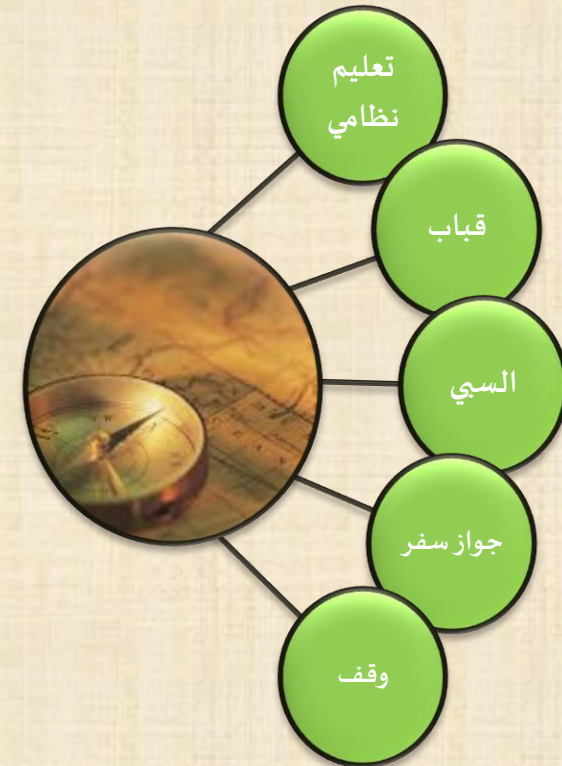 تعليم
نظامي
قباب
السبي
جواز سفر
وقف